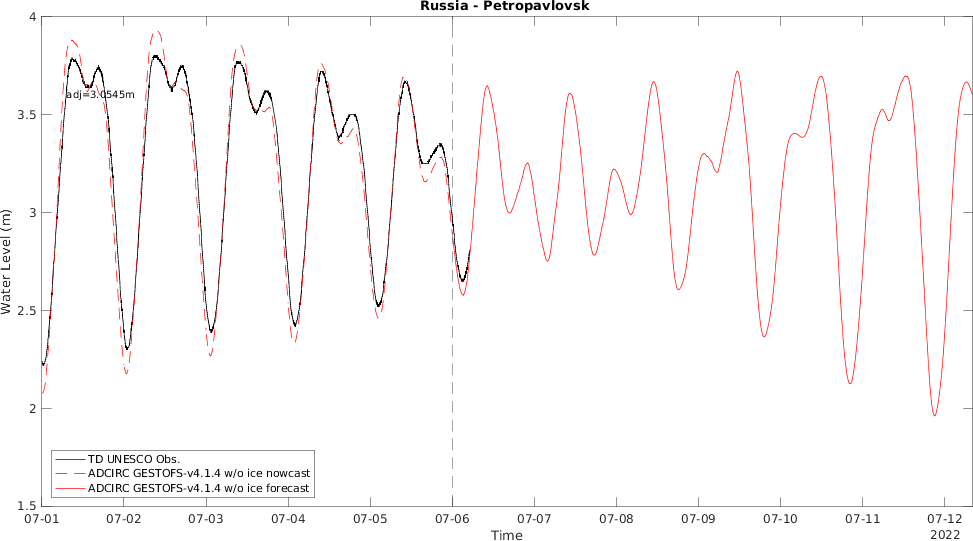 Russia - Petropavlovsk
4
3.5
3
2.5
2
1.5
Water Level (m)
adj=3.0545m
TD UNESCO Obs.
ADCIRC GESTOFS-v4.1.4 w/o ice nowcast
ADCIRC GESTOFS-v4.1.4 w/o ice forecast
07-01 07-02 07-03 07-04 07-05 07-06 07-07 07-08 07-09 07-10 07-11 07-12
Time
2022